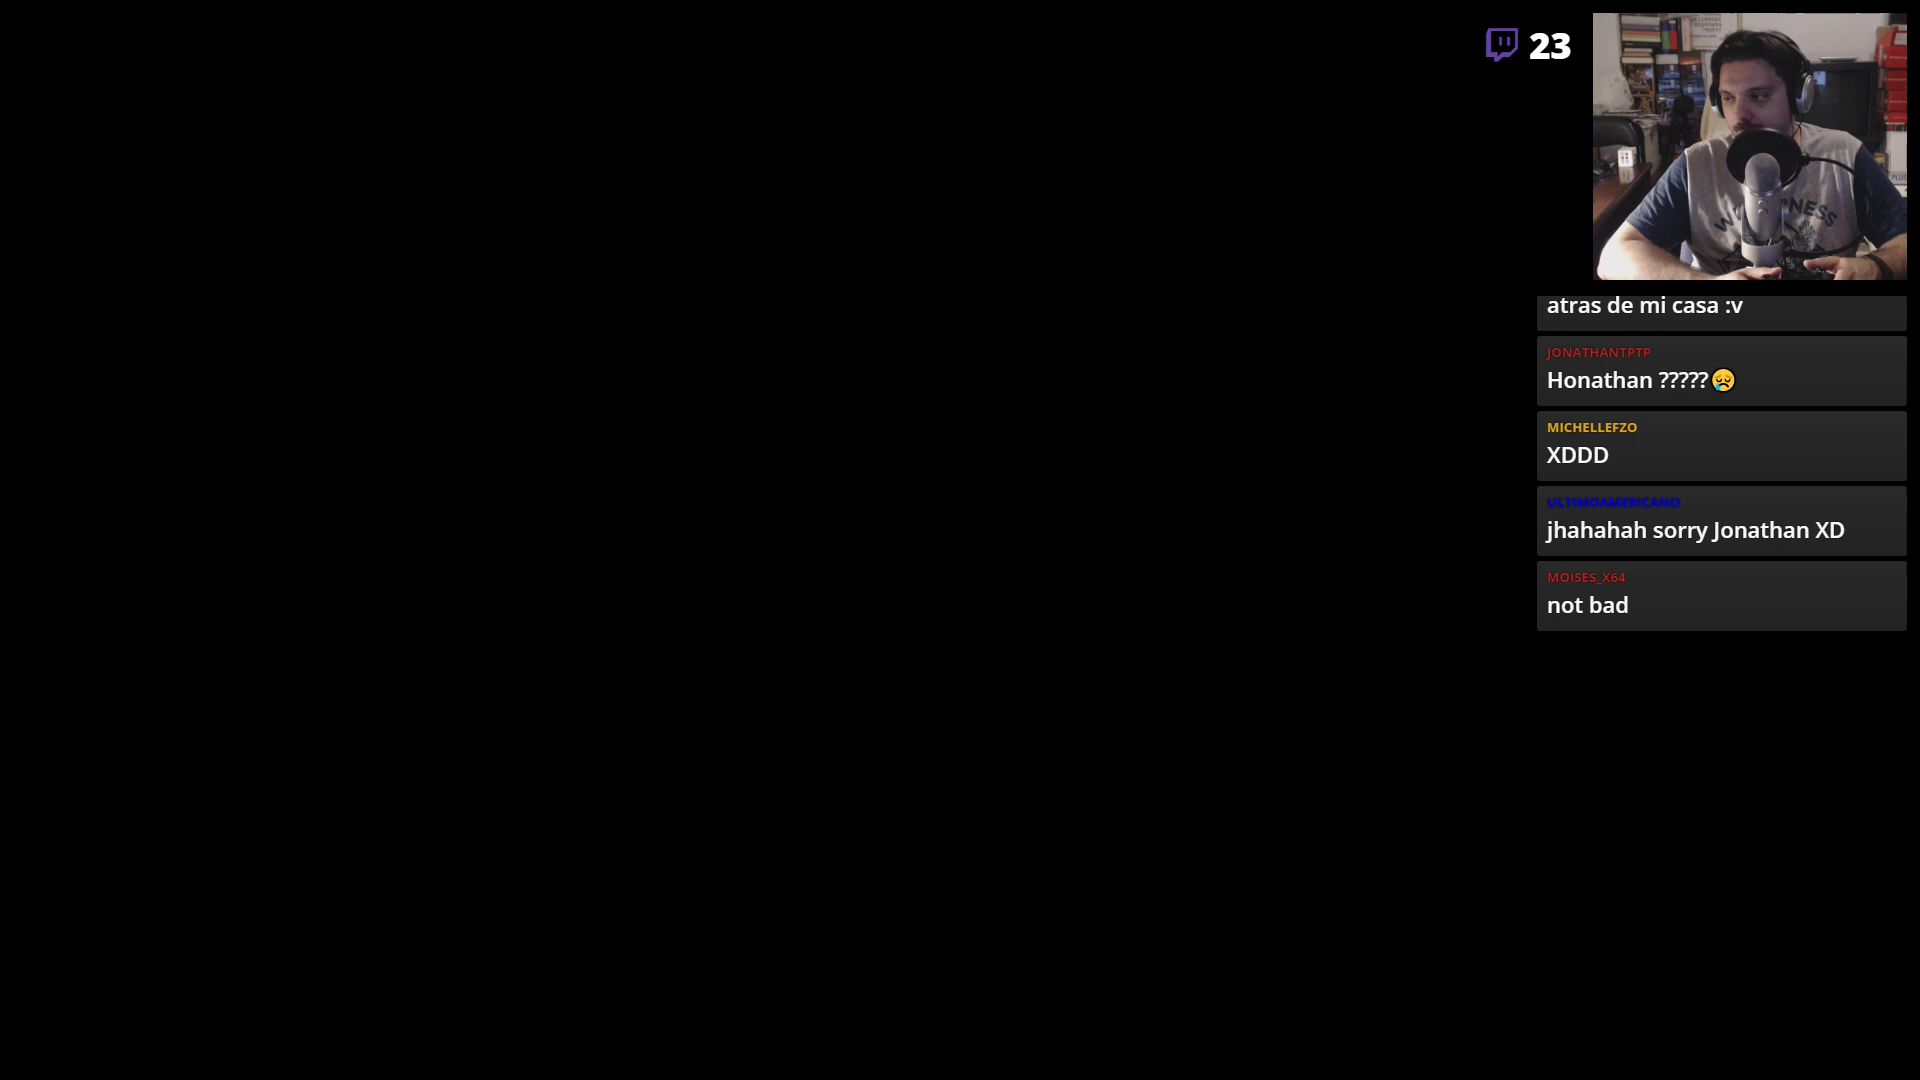 23
atras de mi casa :v
JONATHANTPTP
Honathan ?????😥
MICHELLEFZO
XDDD
ULTIMOAMERICANO
jhahahah sorry Jonathan XD
MOISES_X64
not bad